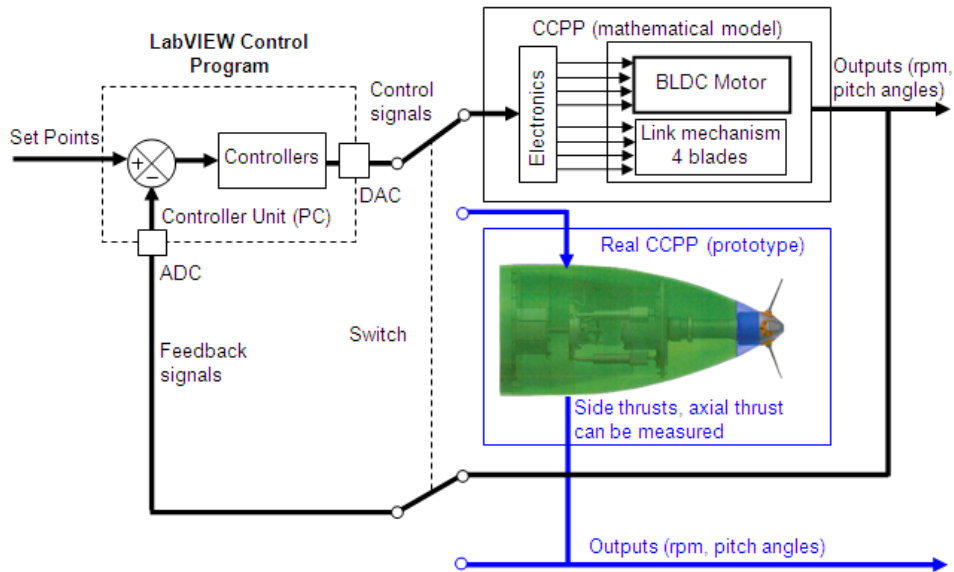 LabVIEW Control
Program
CCPP (mathematical model)
Outputs (rpm,
pitch angles)
Control
signals
Electronics
BLDC Motor
Link mechanism
4 blades
Set Points
+
−
Controllers
DAC
Controller Unit (PC)
ADC
Real CCPP (prototype)
Switch
Feedback
signals
Side thrusts, axial thrust
can be measured
Outputs (rpm, pitch angles)